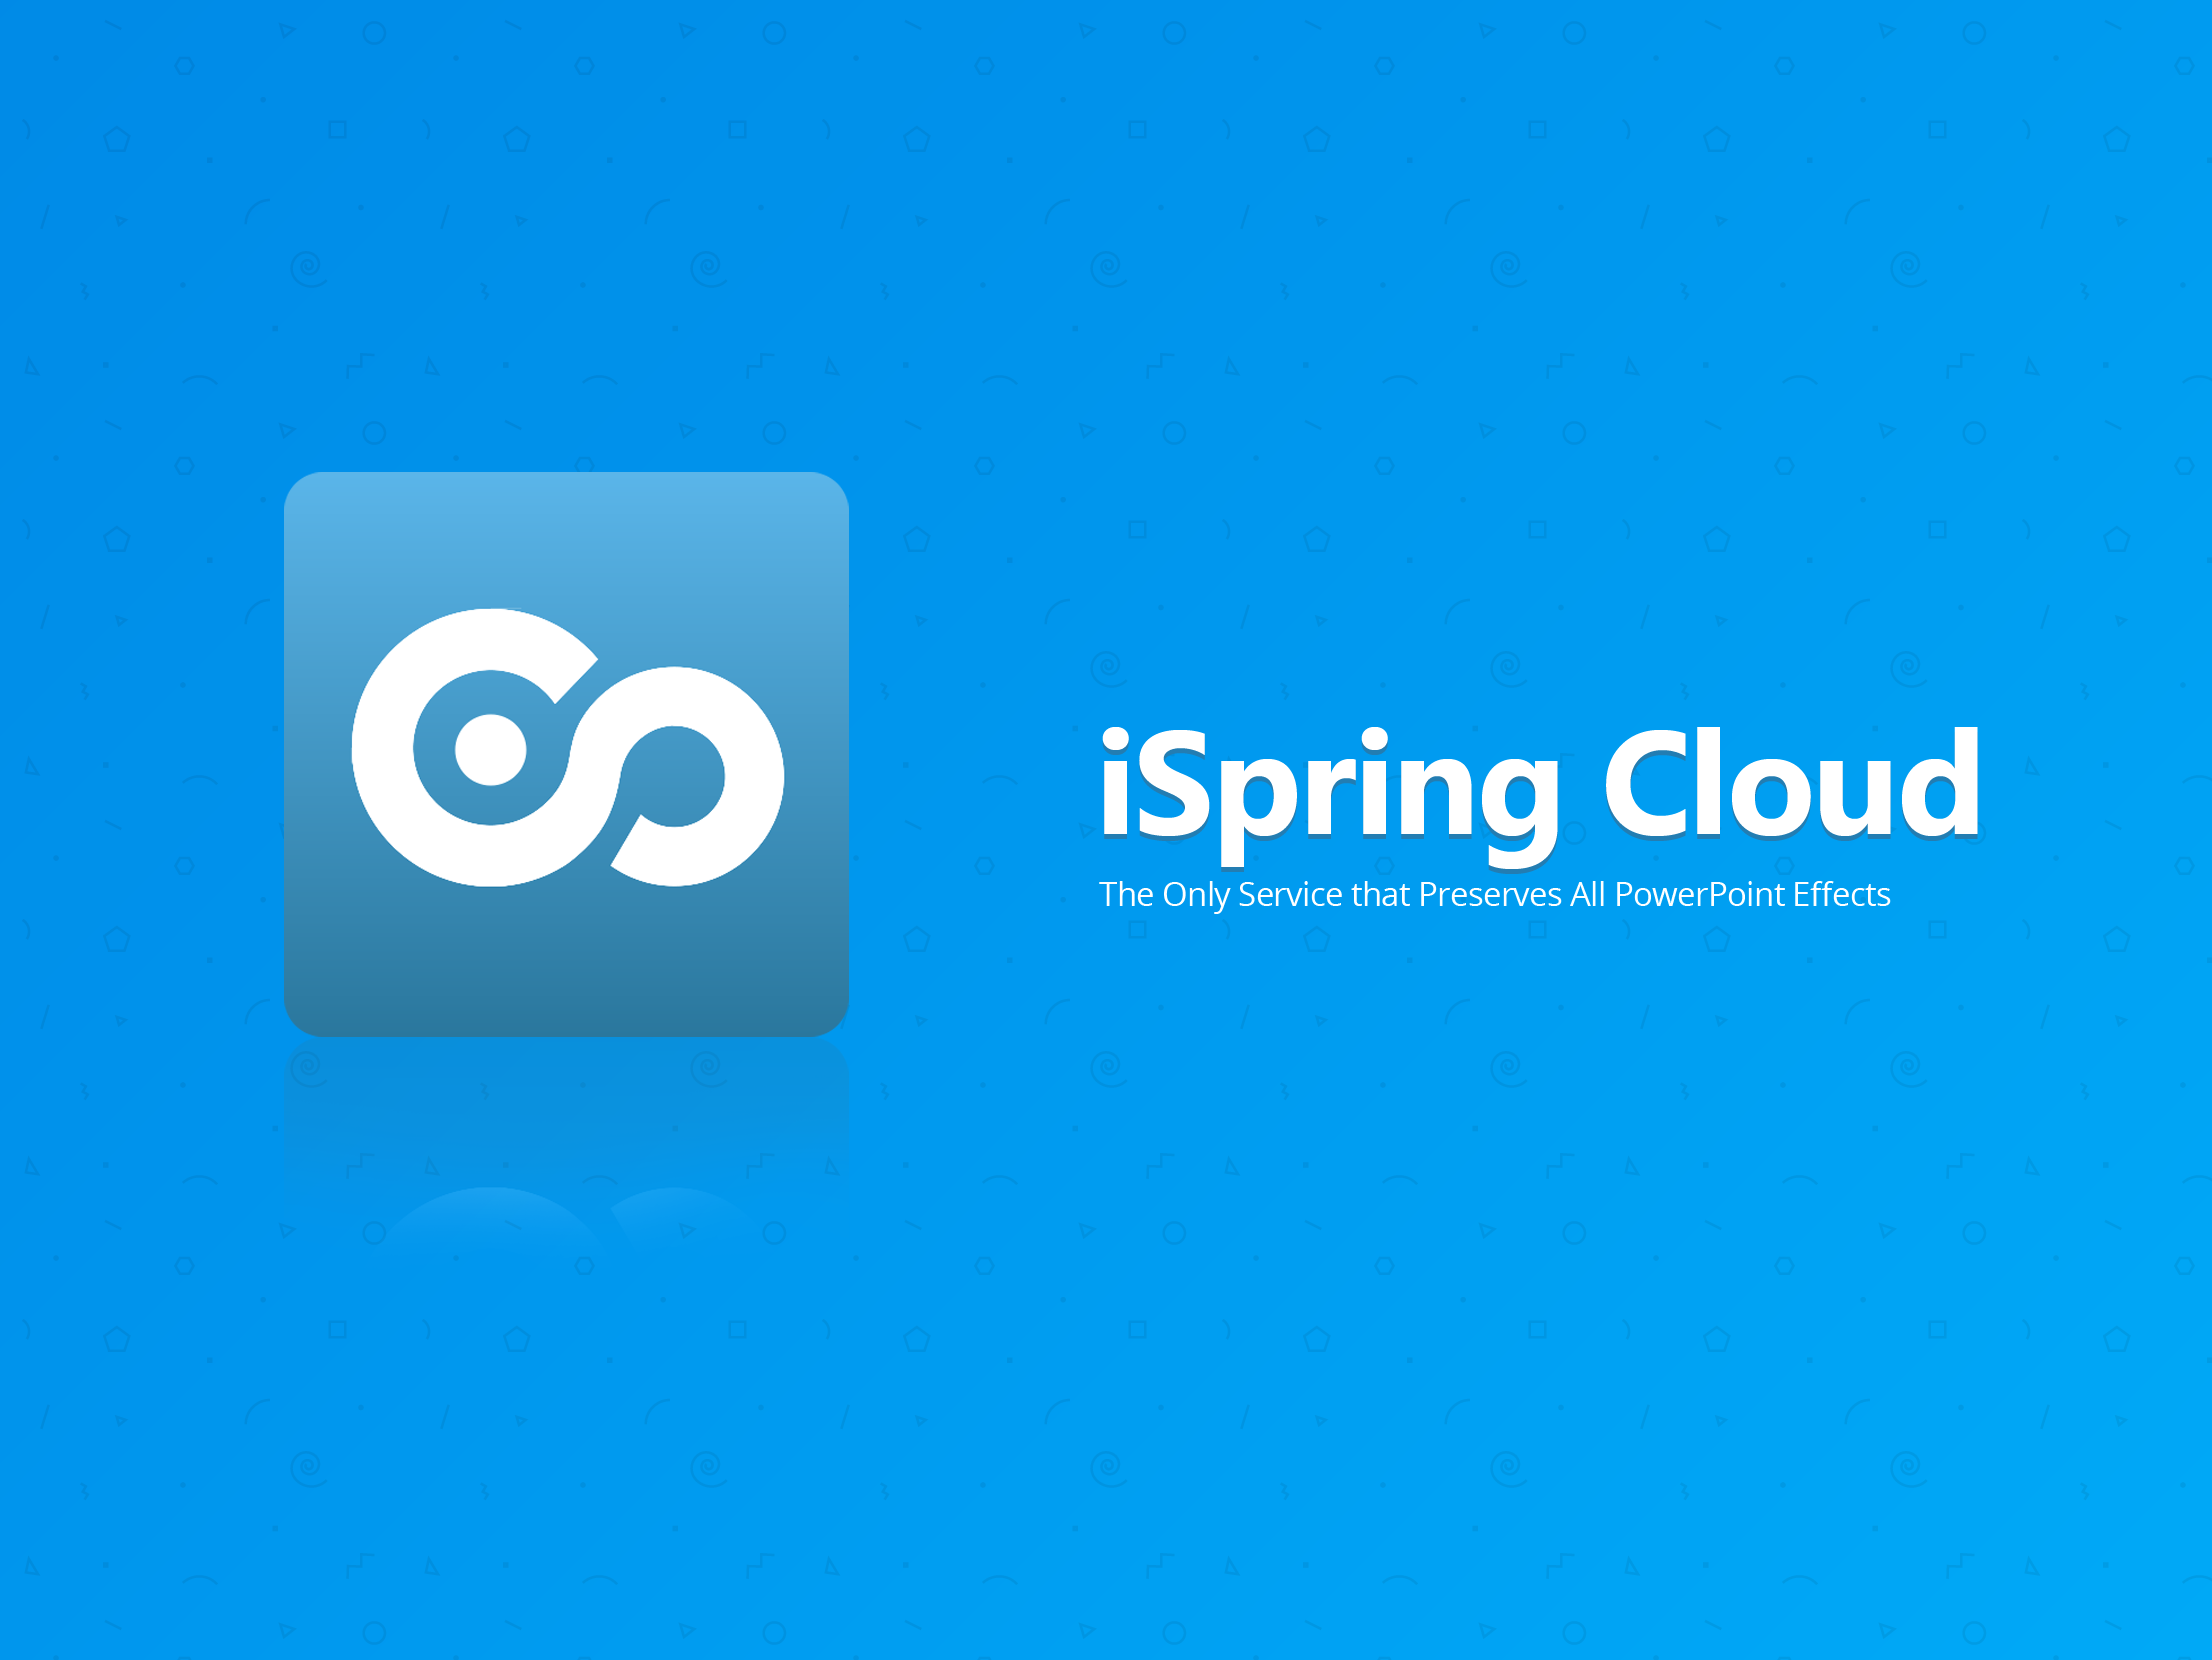 iSpring Cloud
The Only Service that Preserves All PowerPoint Effects